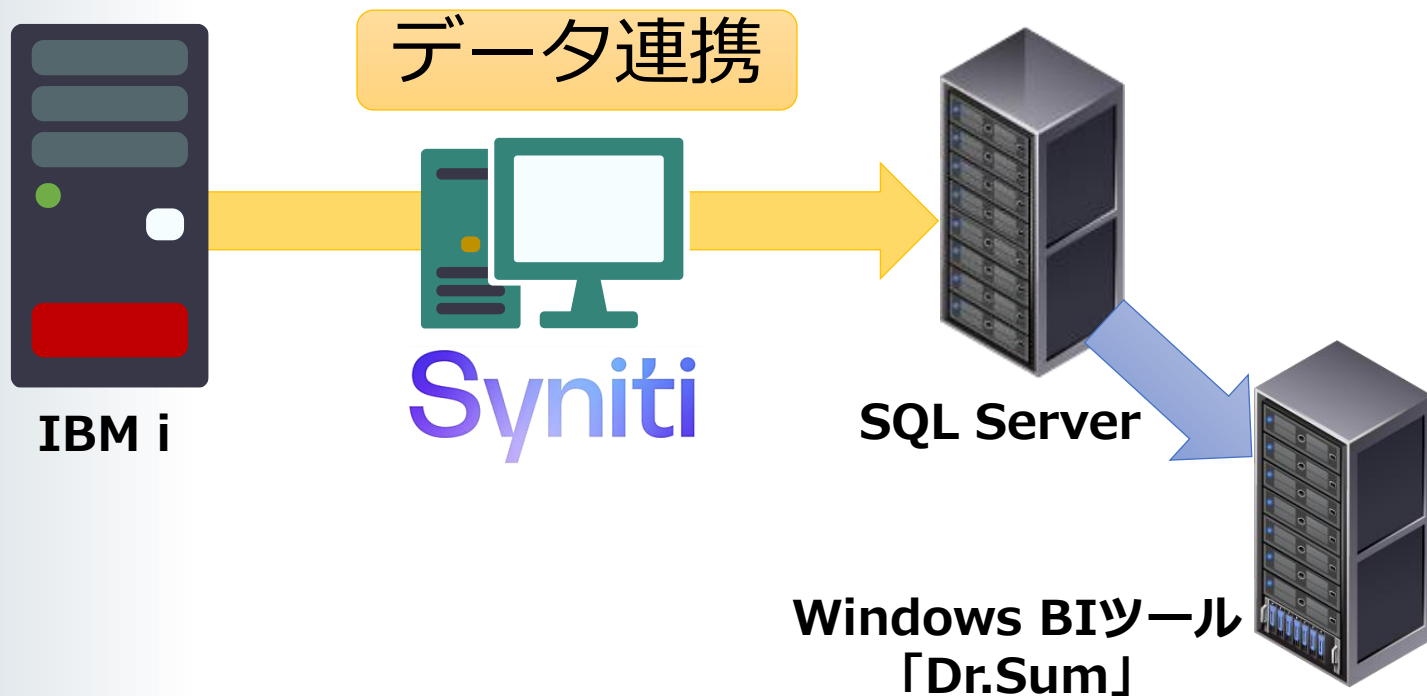 データ連携
IBM i
Syniti
SQL Server
Windows BIツール
「Dr.Sum」